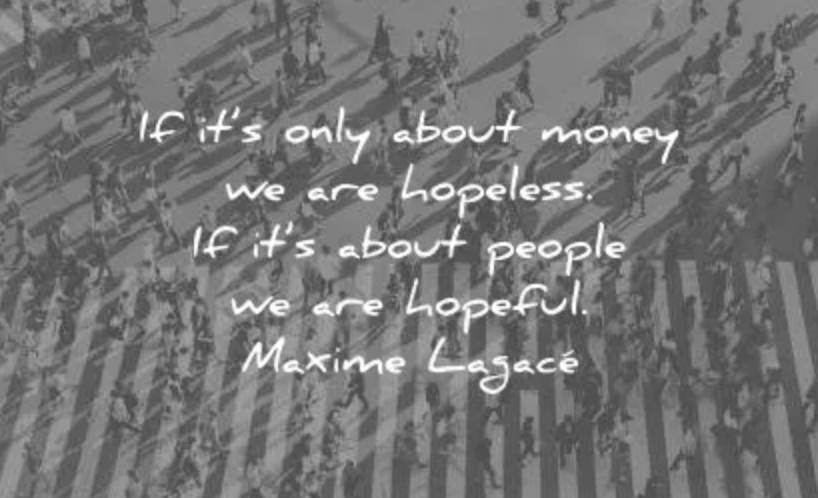 If it's only about money
we are hopeless.
If it's about people
we are hopeful.
Maxime Lagacé